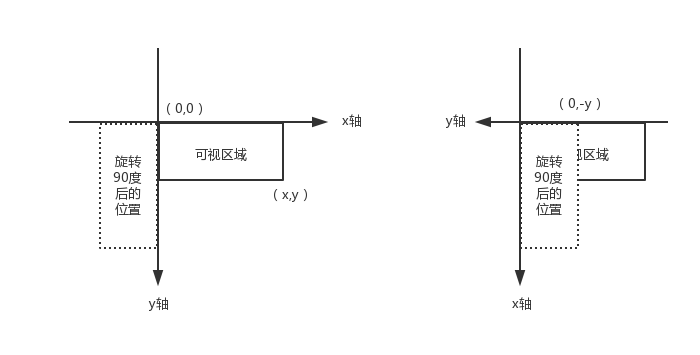 ( 0,0 )
x轴
可视区域
旋转
90度
后的
位置
( x,y )
y轴
( 0,-y )
y轴
区域
旋转
90度
后的
位置
x轴